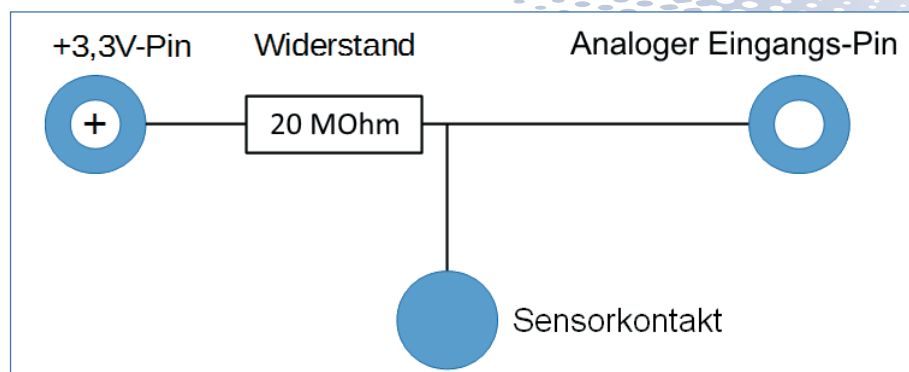 +3,3V-Pin
Widerstand
Analoger Eingangs-Pin
+
20 MOhm
Sensorkontakt